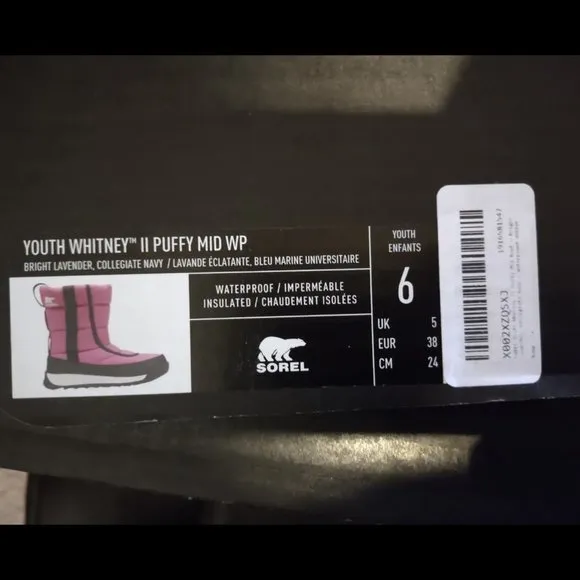 YOUTH WHITNEY™ II PUFFY MID WP
BRIGHT LAVENDER, COLLEGIATE NAVY / LAVANDE ÉCLATANTE, BLEU MARINE UNIVERSITAIRE
WATERPROOF / IMPERMÉABLE
INSULATED / CHAUDEMENT ISOLÉES
SOREL
YOUTH
ENFANTS
6
UK 5
EUR 38
CM 24
X002XZQ5XJ